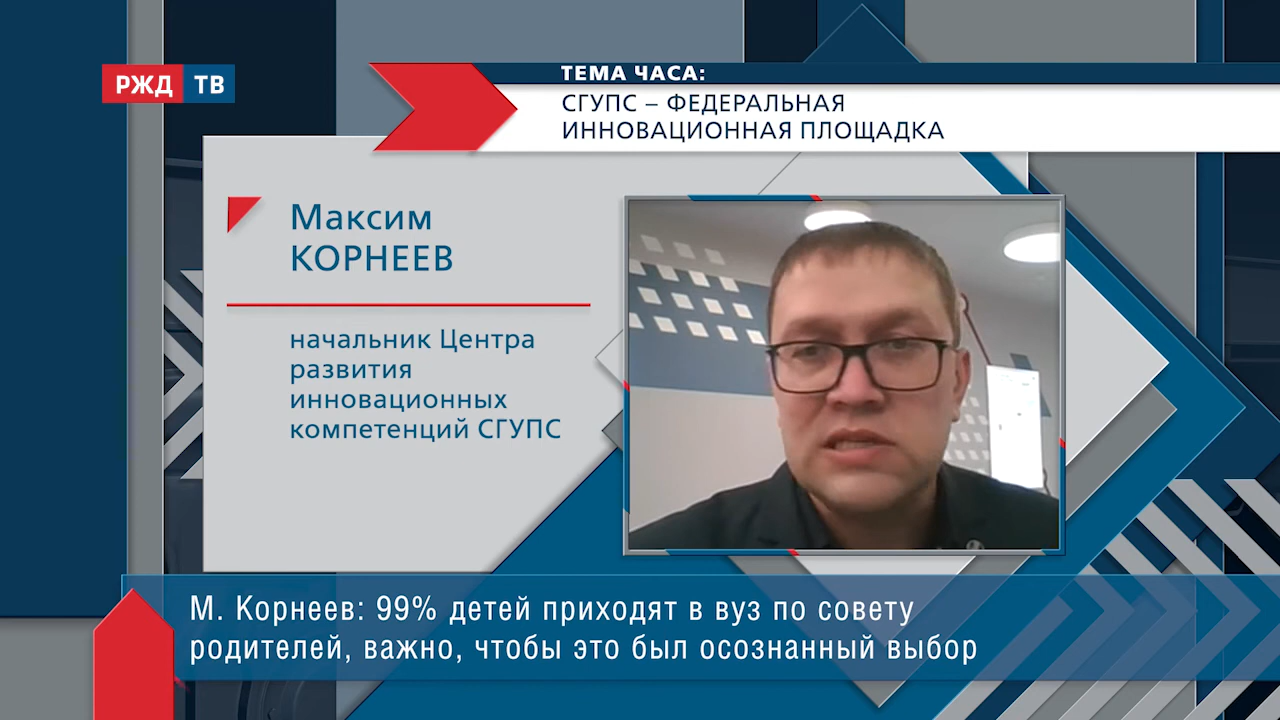 РЖД ТВ
ТЕМА ЧАСА:
СГУПС – ФЕДЕРАЛЬНАЯ
ИННОВАЦИОННАЯ ПЛОЩАДКА
Максим
КОРНЕЕВ
начальник Центра
развития
инновационных
компетенций СГУПС
М. Корнеев: 99% детей приходят в вуз по совету
родителей, важно, чтобы это был осознанный выбор